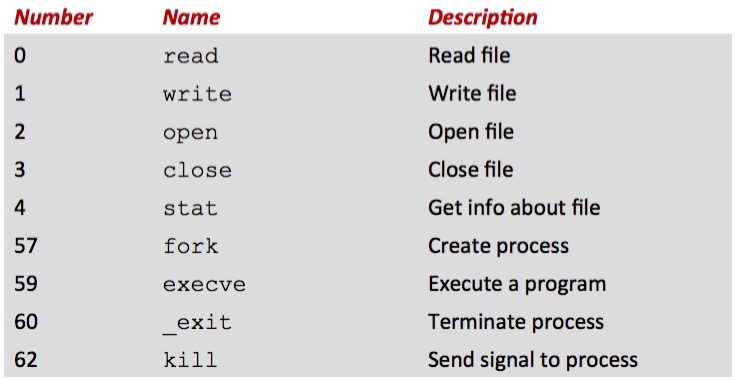 Number Name Description
0 read Read file
1 write Write file
2 open Open file
3 close Close file
4 stat Get info about file
57 fork Create process
59 execve Execute a program
60 _exit Terminate process
62 kill Send signal to process